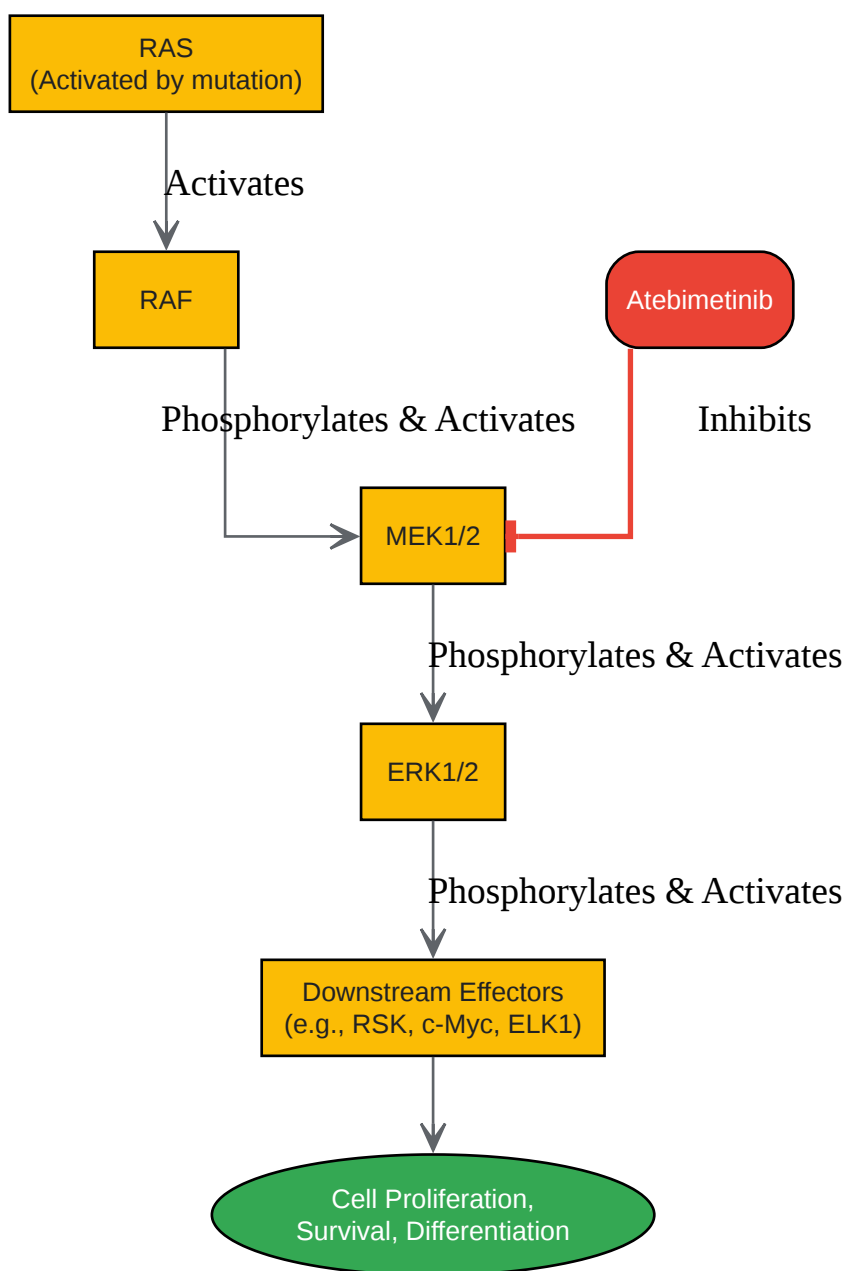 RAS
(Activated by mutation)
Activates
RAF
Atebimetinib
Phosphorylates & Activates
Inhibits
MEK1/2
Phosphorylates & Activates
ERK1/2
Phosphorylates & Activates
Downstream Effectors
(e.g., RSK, c-Myc, ELK1)
Cell Proliferation,
Survival, Differentiation